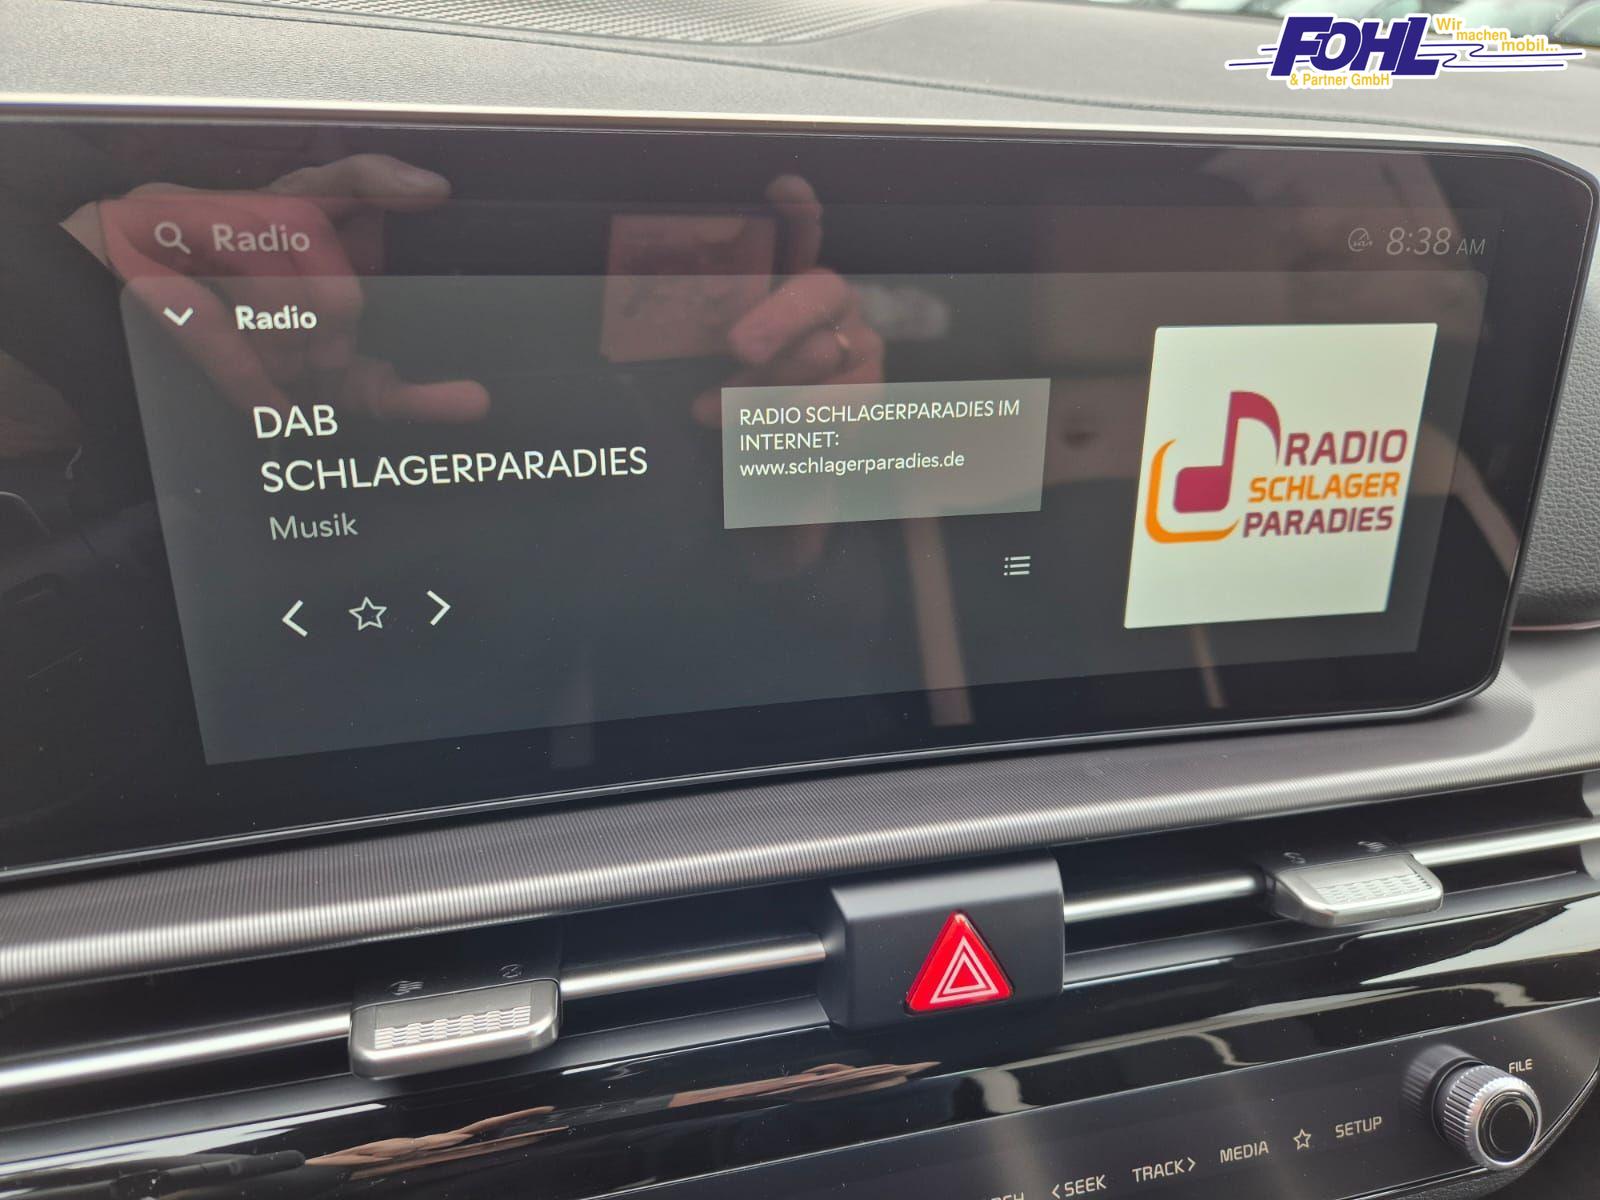 FOHL
Wir
machen
mobil...
& Partner GmbH
Radio
8:38 AM
Radio
DAB
SCHLAGERPARADIES
Musik
RADIO SCHLAGERPARADIES IM
INTERNET:
www.schlagerparadies.de
RADIO
SCHLAGER
PARADIES
FILE
<SEEK
TRACK>
MEDIA
SETUP